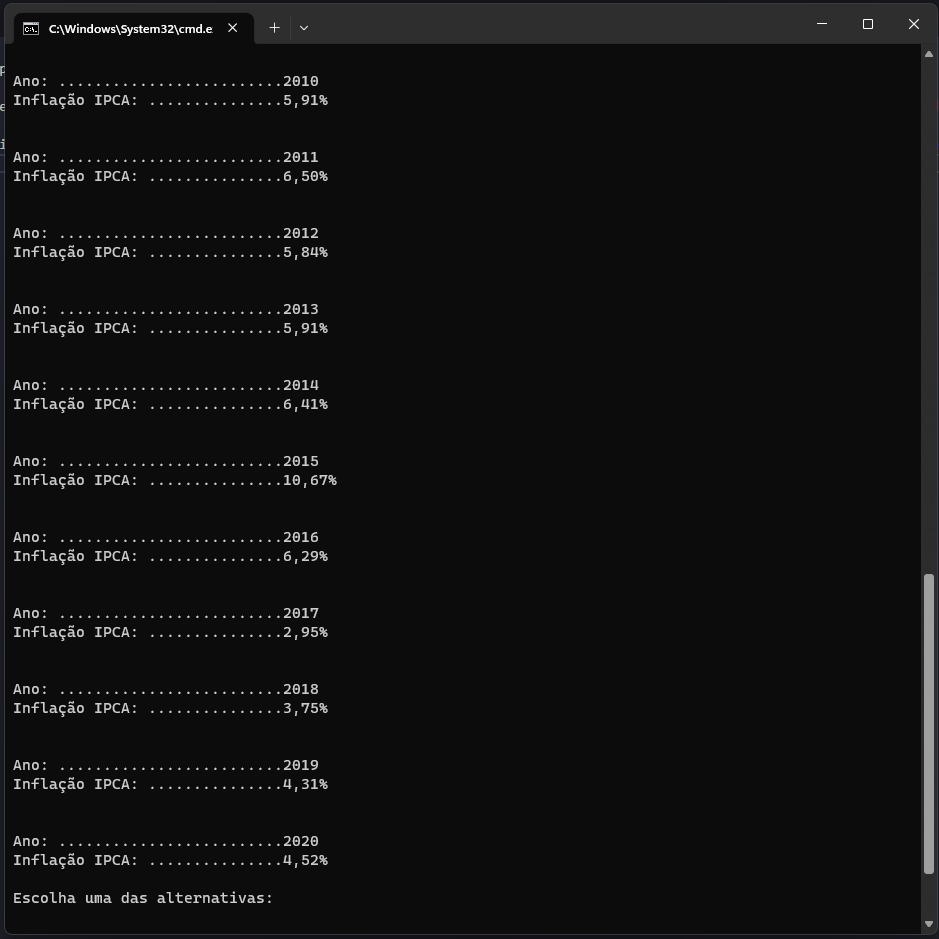 C:\Windows\System32\cmd.e
Ano: .........................2010
Inflação IPCA: ...............5,91%
Ano: .........................2011
Inflação IPCA: ...............6,50%
Ano: .........................2012
Inflação IPCA: ...............5,84%
Ano: .........................2013
Inflação IPCA: ...............5,91%
Ano: .........................2014
Inflação IPCA: ...............6,41%
Ano: .........................2015
Inflação IPCA: ...............10,67%
Ano: .........................2016
Inflação IPCA: ...............6,29%
Ano: .........................2017
Inflação IPCA: ...............2,95%
Ano: .........................2018
Inflação IPCA: ...............3,75%
Ano: .........................2019
Inflação IPCA: ...............4,31%
Ano: .........................2020
Inflação IPCA: ...............4,52%
Escolha uma das alternativas: